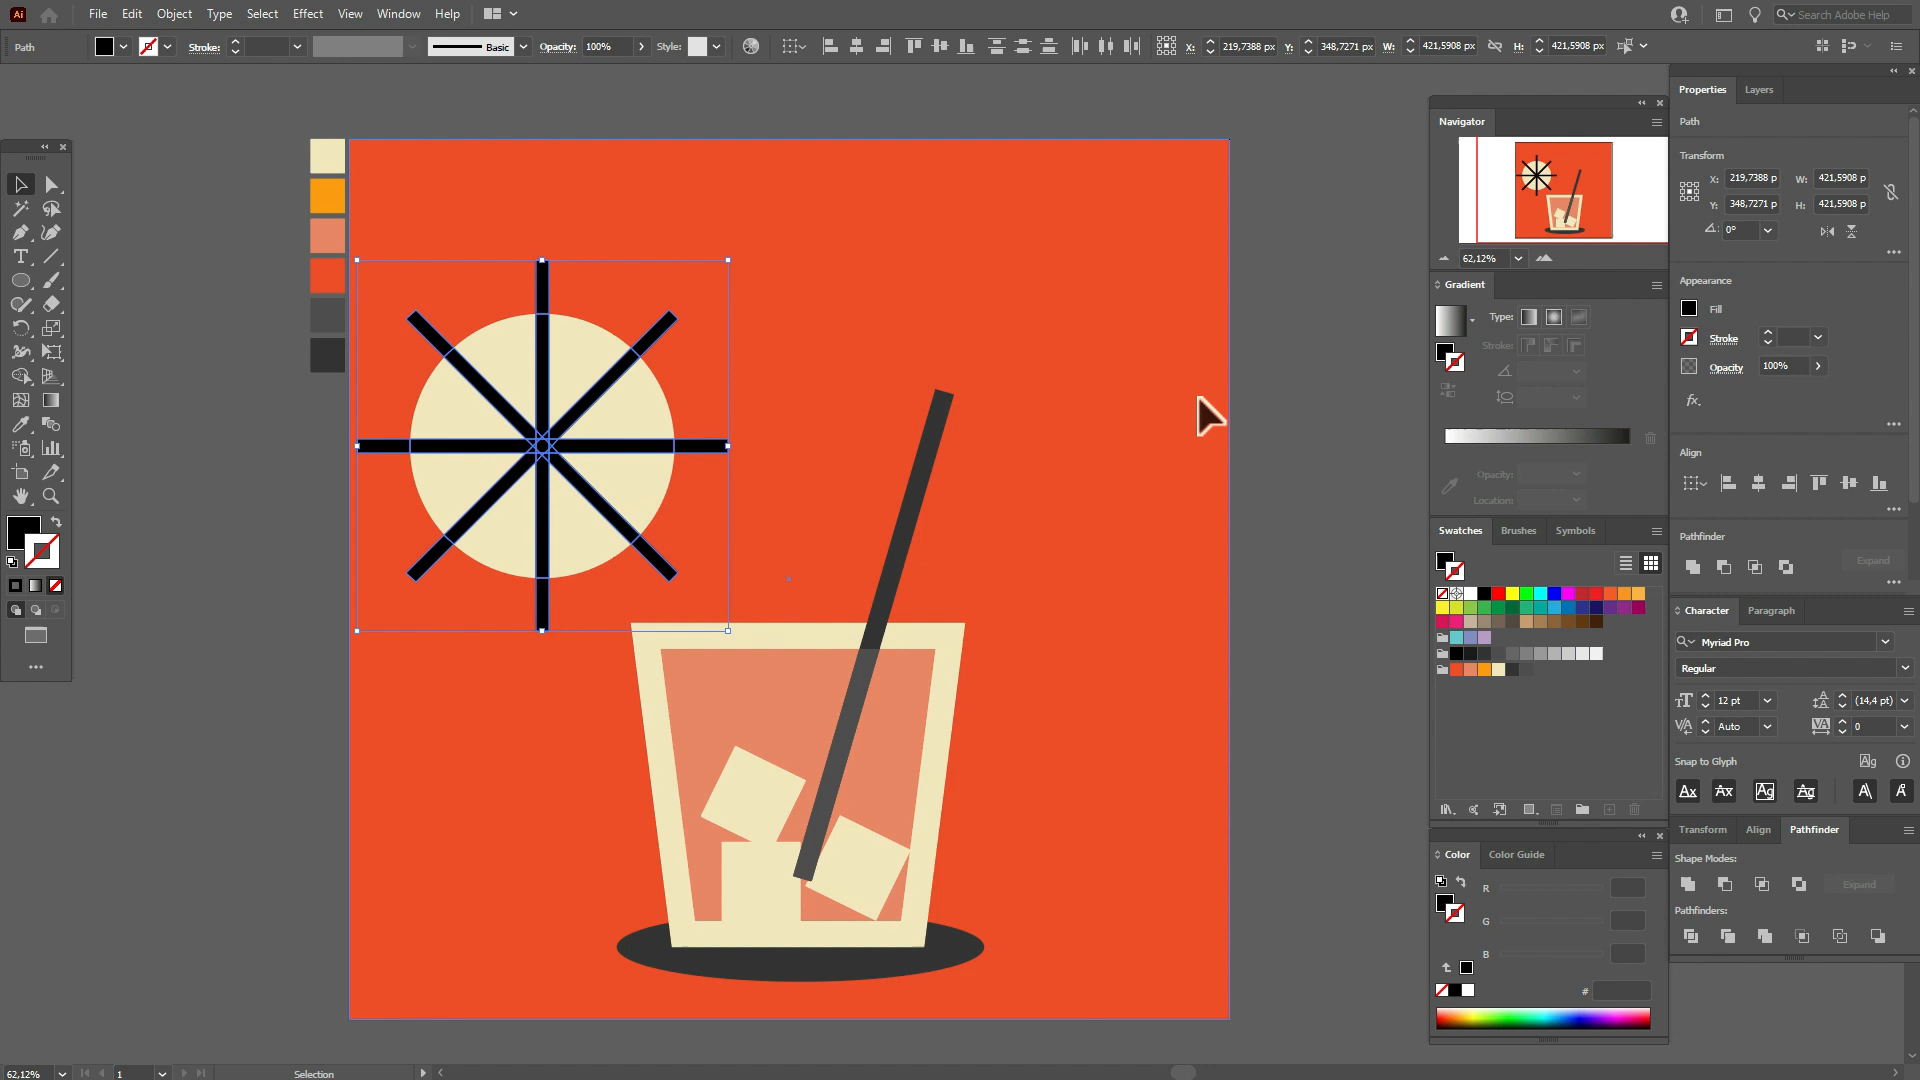 Ai File Edit Object Type Select Effect View Window Help Search Adobe Help
Path Stroke: Basic Opacity: 100% Style: X: 219,7388 px Y: 348,7271 px W: 421,5908 px H: 421,5908 px
Navigator
62,12%
Gradient
Type:
Stroke:
Opacity:
Location:
Swatches Brushes Symbols
Color Color Guide
R
G
B
#
Properties Layers
Path
Transform
X: 219,7388 p W: 421,5908 p
Y: 348,7271 p H: 421,5908 p
0°
Appearance
Fill
Stroke
Opacity 100%
fx.
Align
Pathfinder
Expand
Character Paragraph
Myriad Pro
Regular
12 pt (14,4 pt)
Auto 0
Snap to Glyph
Transform Align Pathfinder
Shape Modes:
Expand
Pathfinders:
62,12% 1 Selection